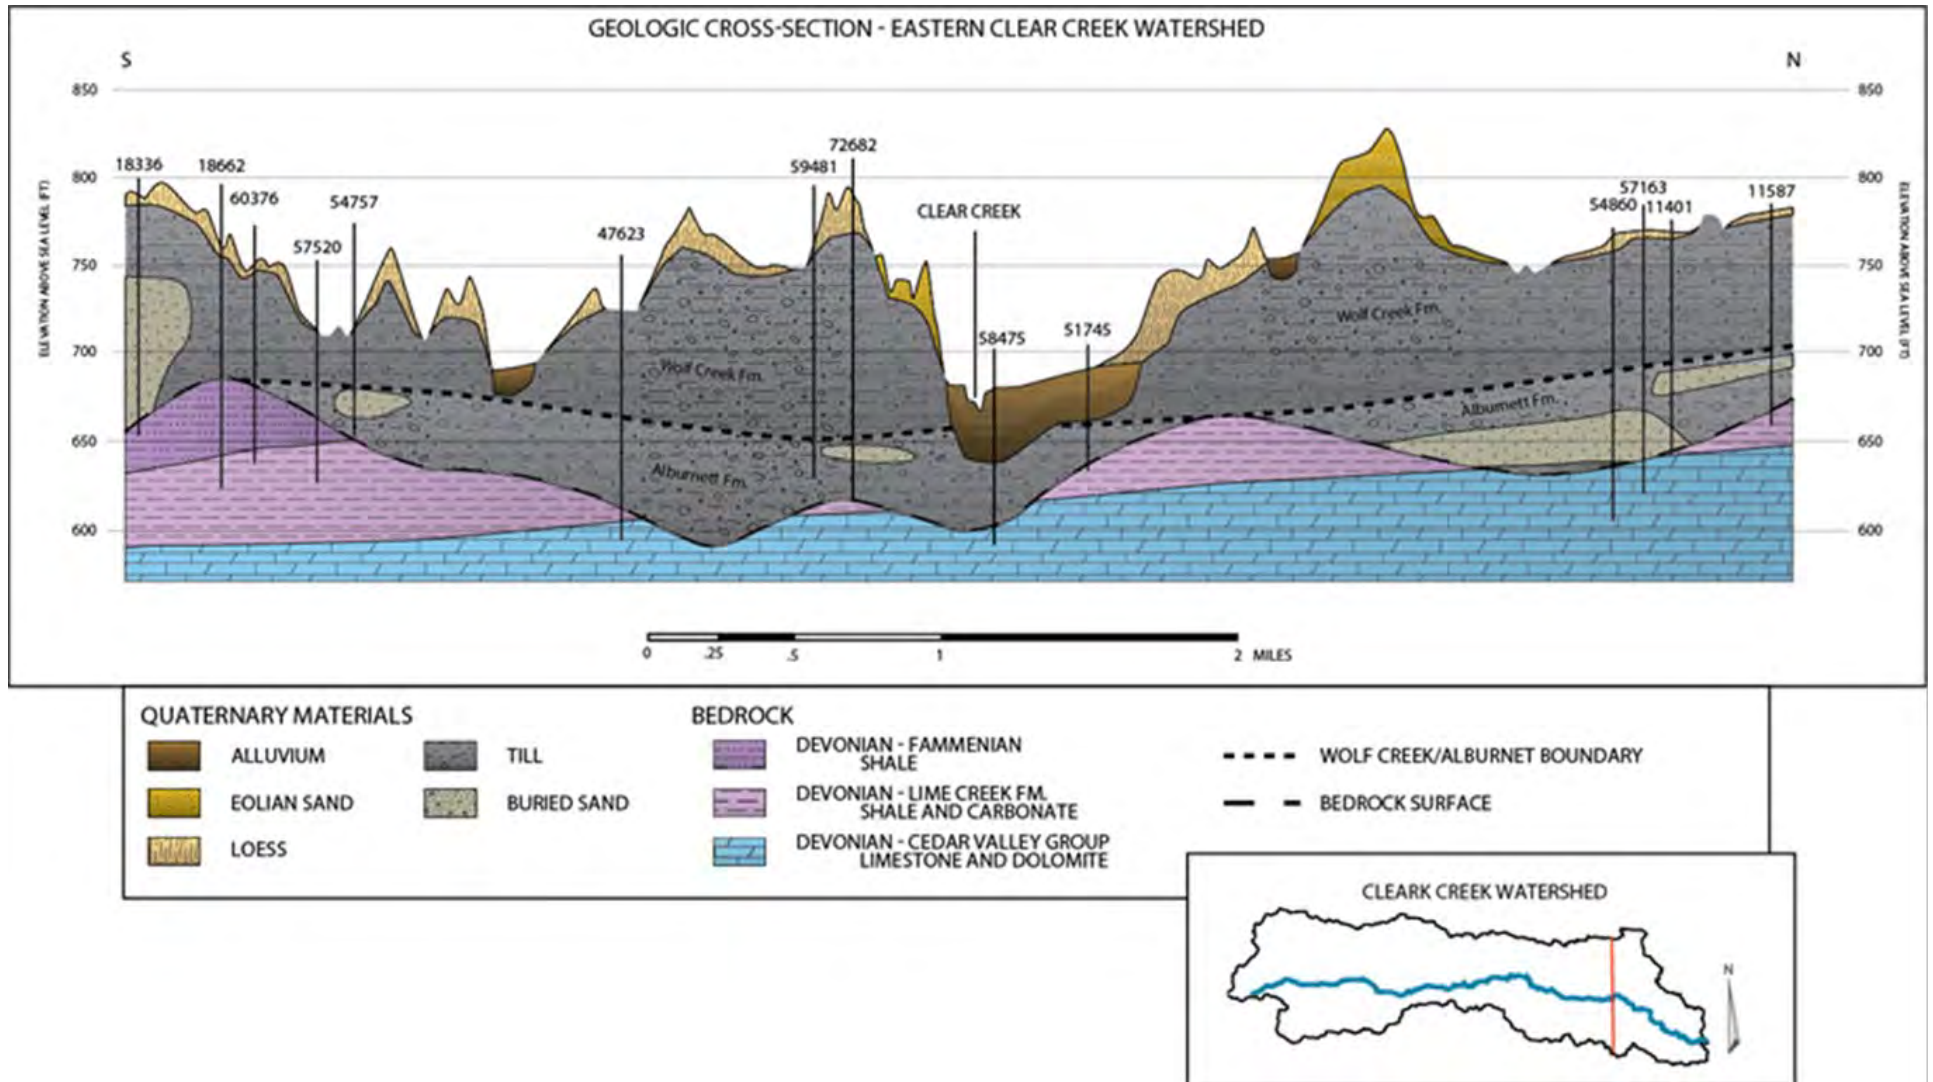 GEOLOGIC CROSS-SECTION - EASTERN CLEAR CREEK WATERSHED
S
N
850
850
72682
18336
18662
59481
800
800
57163
11587
60376
54757
54860
11401
CLEAR CREEK
47623
57520
750
750
ELEVATION ABOVE SEA LEVEL (FT)
ELEVATION ABOVE SEA LEVEL (FT)
58475
51745
Wolf Creek Fm.
700
700
Wolf Creek Fm.
Alburnett Fm.
650
650
Alburnett Fm.
600
600
0 .25 .5 1 2 MILES
QUATERNARY MATERIALS
ALLUVIUM
EOLIAN SAND
LOESS
TILL
BURIED SAND
BEDROCK
DEVONIAN - FAMMENIAN
SHALE
DEVONIAN - LIME CREEK FM.
SHALE AND CARBONATE
DEVONIAN - CEDAR VALLEY GROUP
LIMESTONE AND DOLOMITE
WOLF CREEK/ALBURNET BOUNDARY
BEDROCK SURFACE
CLEARK CREEK WATERSHED
N